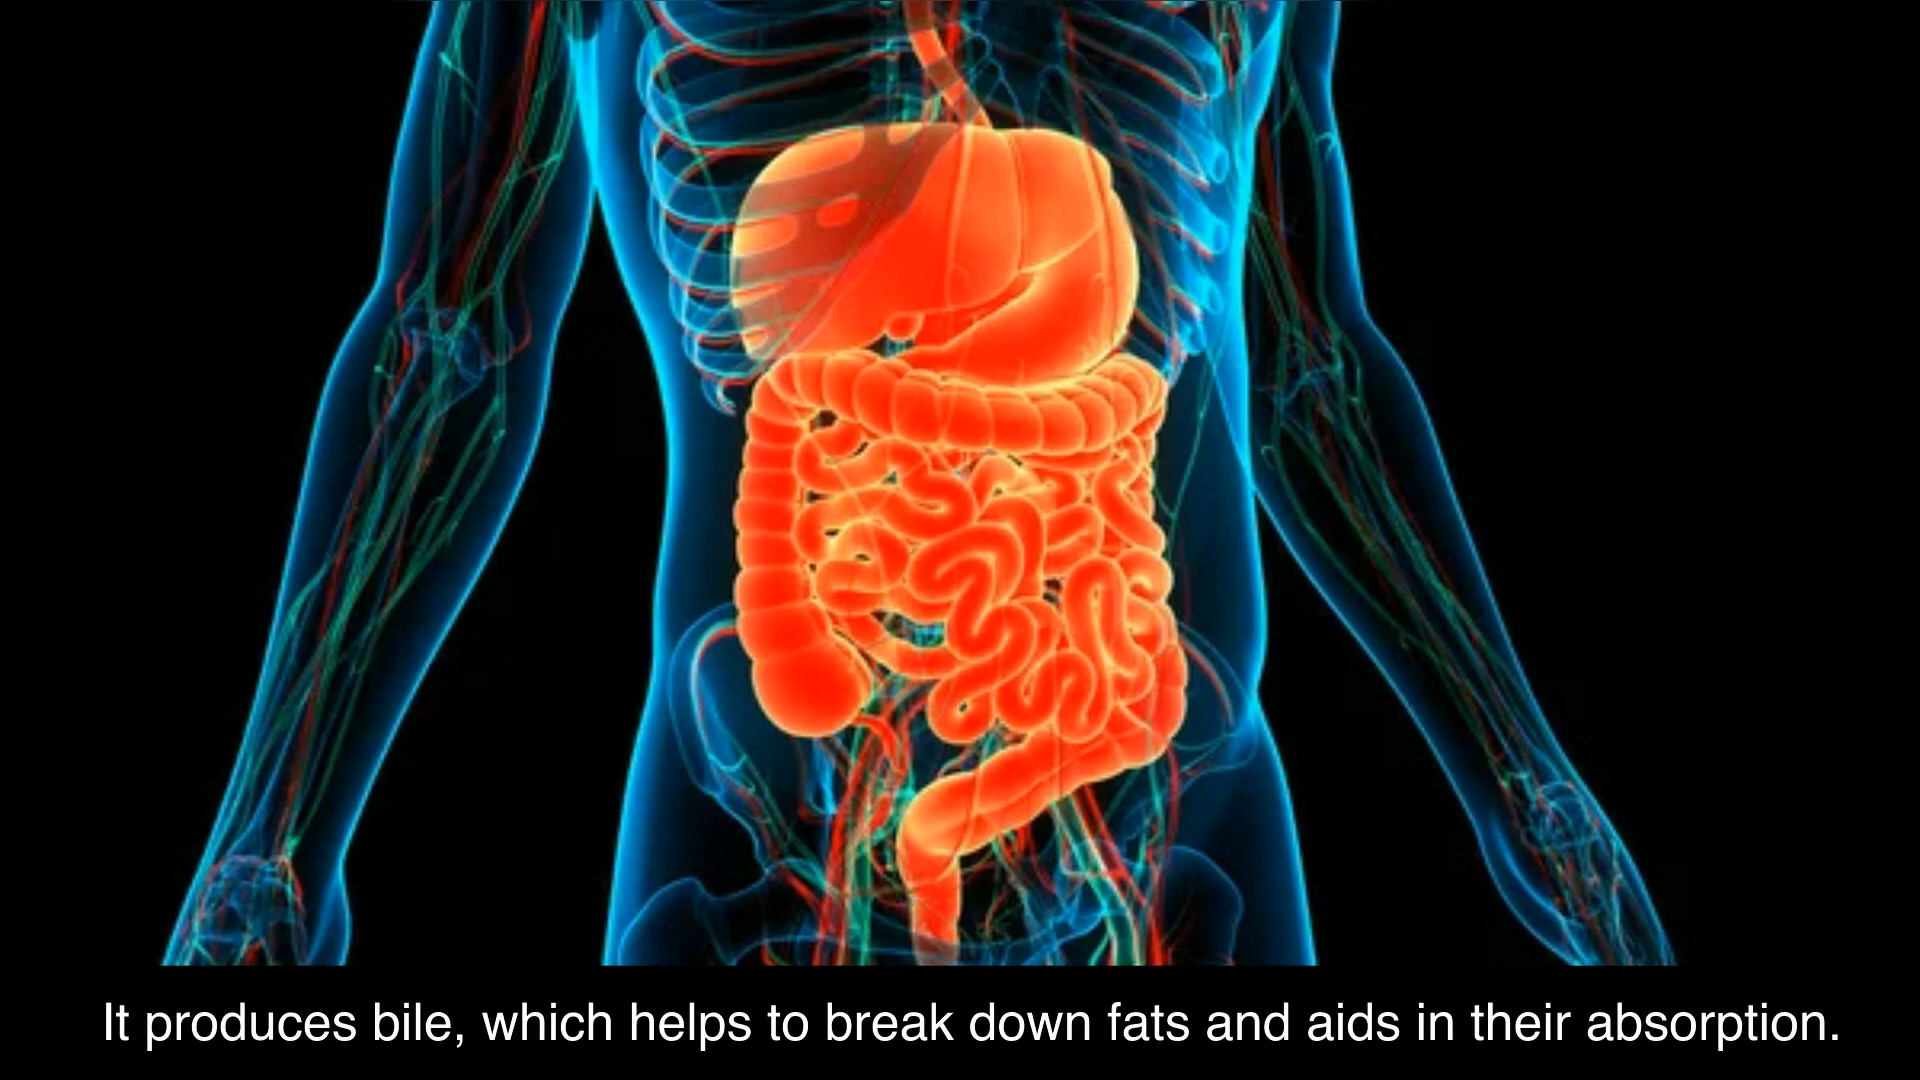 It produces bile, which helps to break down fats and aids in their absorption.